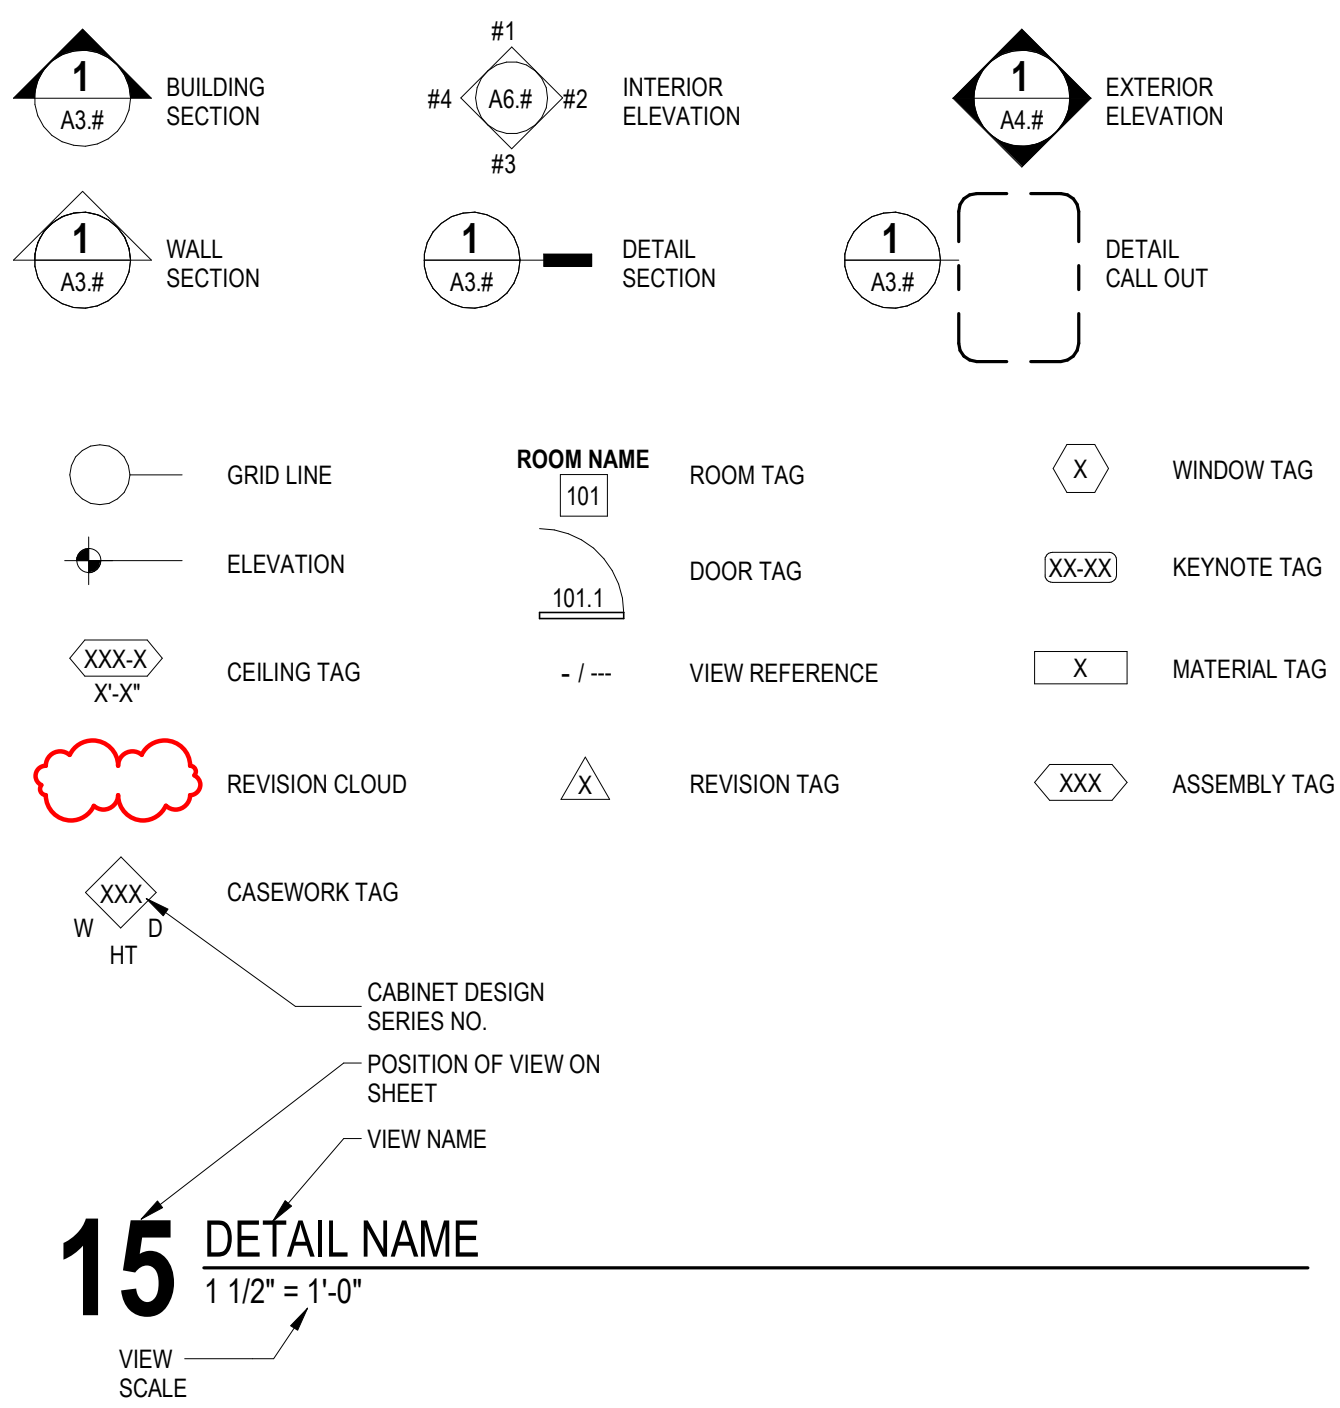 1
A3.#
BUILDING
SECTION
#1
#4
A6.#
#2
#3
INTERIOR
ELEVATION
1
A4.#
EXTERIOR
ELEVATION
1
A3.#
WALL
SECTION
1
A3.#
DETAIL
SECTION
1
A3.#
DETAIL
CALL OUT
GRID LINE
ROOM NAME
101
ROOM TAG
X
WINDOW TAG
ELEVATION
101.1
DOOR TAG
XX-XX
KEYNOTE TAG
XXX-X
X'-X"
CEILING TAG
- / ---
VIEW REFERENCE
X
MATERIAL TAG
REVISION CLOUD
X
REVISION TAG
XXX
ASSEMBLY TAG
XXX
W
D
HT
CASEWORK TAG
CABINET DESIGN
SERIES NO.
POSITION OF VIEW ON
SHEET
VIEW NAME
15
DETAIL NAME
1 1/2" = 1'-0"
VIEW
SCALE